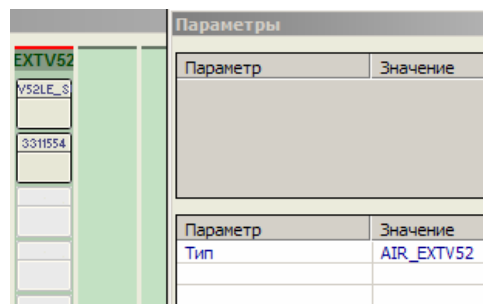 EXTV52
V52LE_S
3311554
Параметры
Параметр Значение
Параметр Значение
Тип AIR_EXTV52